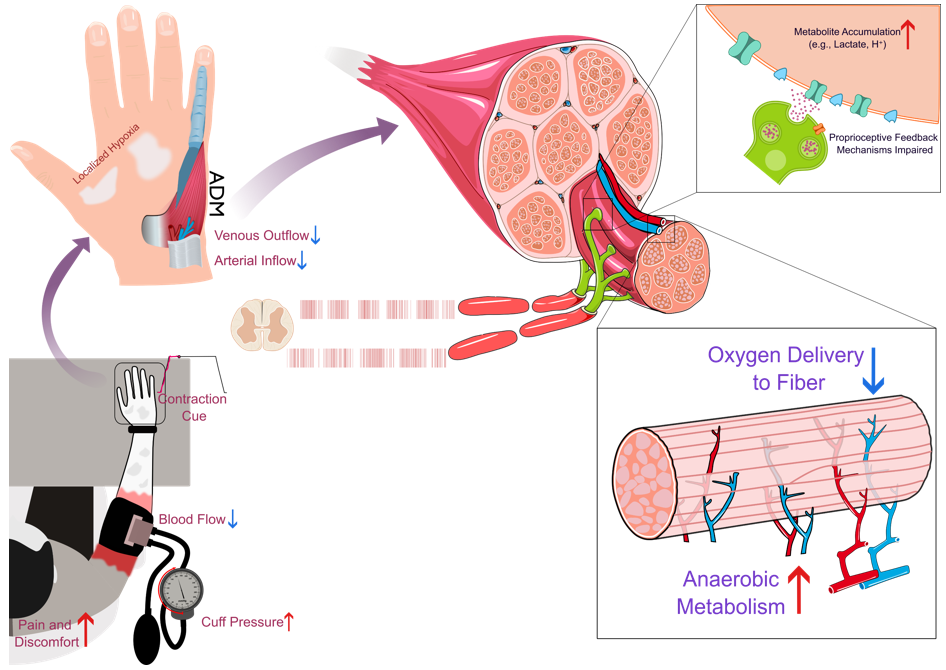 Metabolite Accumulation
(e.g., Lactate, H⁺)
Proprioceptive Feedback
Mechanisms Impaired
Localized Hypoxia
ADM
Venous Outflow
Arterial Inflow
Contraction
Cue
Oxygen Delivery
to Fiber
Blood Flow
Anaerobic
Metabolism
Pain and
Discomfort
Cuff Pressure